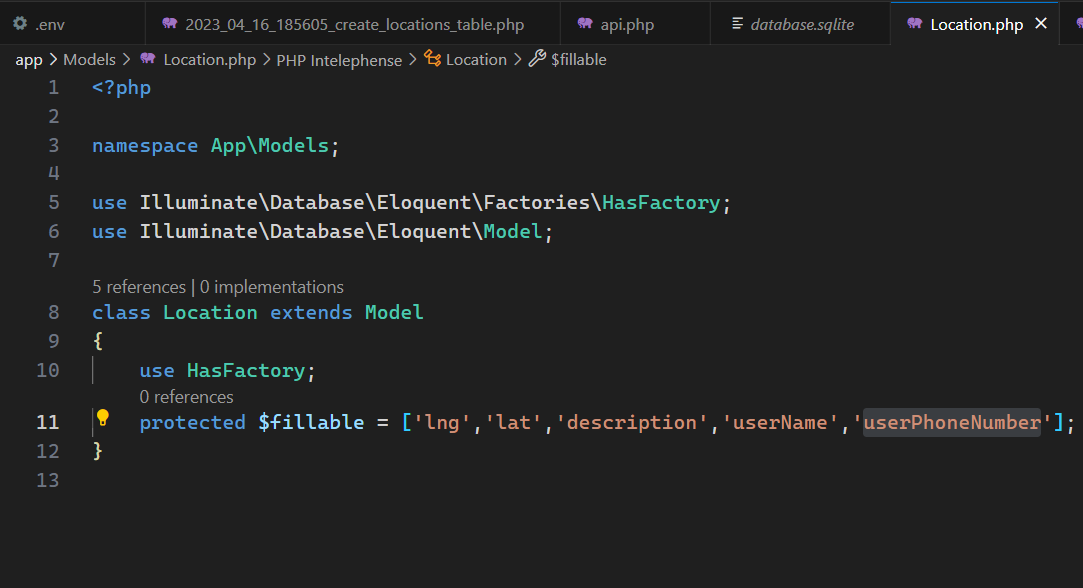 .env 2023_04_16_185605_create_locations_table.php api.php database.sqlite Location.php
app > Models > Location.php > PHP Intelephense > Location > $fillable
1 <?php
2
3 namespace App\Models;
4
5 use Illuminate\Database\Eloquent\Factories\HasFactory;
6 use Illuminate\Database\Eloquent\Model;
7
5 references | 0 implementations
8 class Location extends Model
9 {
10 use HasFactory;
0 references
11 protected $fillable = ['lng','lat','description','userName','userPhoneNumber'];
12 }
13